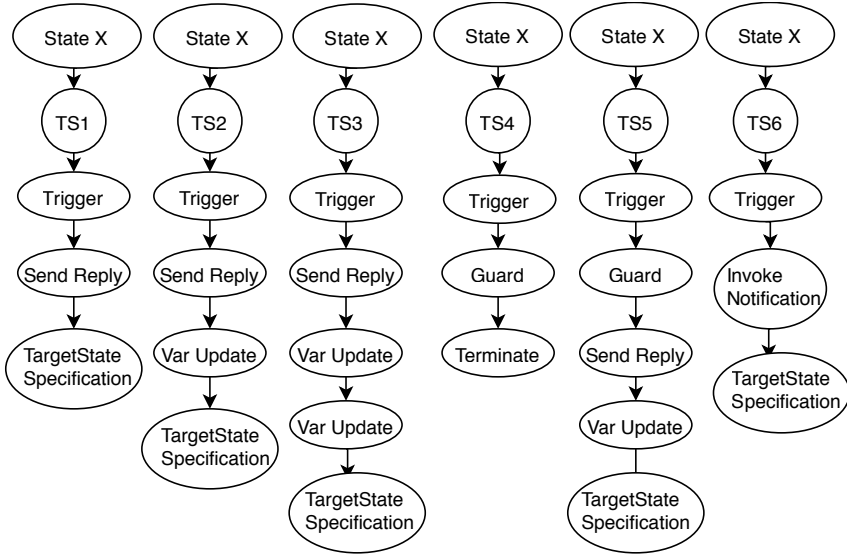 State X
TS1
Trigger
Send Reply
TargetState
Specification
State X
TS2
Trigger
Send Reply
Var Update
TargetState
Specification
State X
TS3
Trigger
Send Reply
Var Update
Var Update
TargetState
Specification
State X
TS4
Trigger
Guard
Terminate
State X
TS5
Trigger
Guard
Send Reply
Var Update
TargetState
Specification
State X
TS6
Trigger
Invoke
Notification
TargetState
Specification